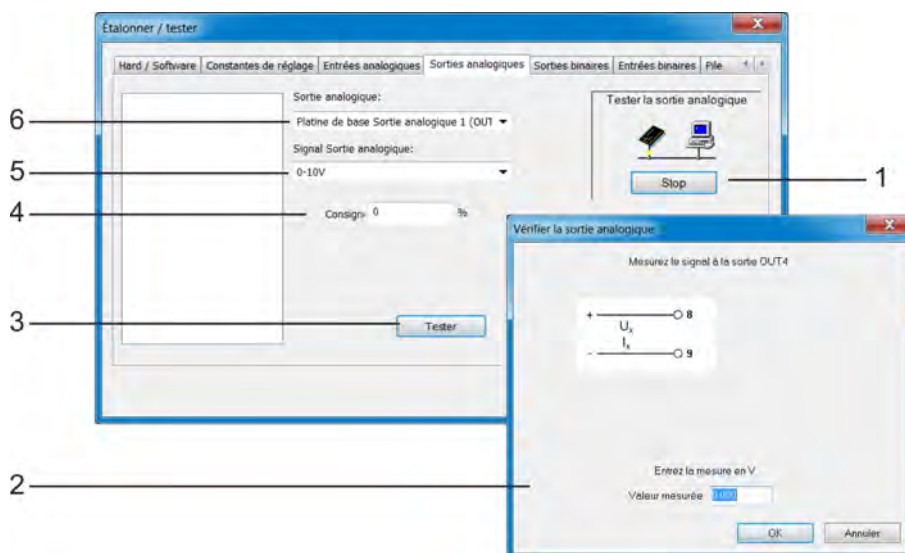 Étalonner / tester
Hard / Software Constantes de réglage Entrées analogiques Sorties analogiques Sorties binaires Entrées binaires Pile
Sortie analogique:
6 Platine de base Sortie analogique 1 (OUT
Signal Sortie analogique:
5 0-10V
4 Consign 0 %
3 Tester
Tester la sortie analogique
Stop 1
Vérifier la sortie analogique
Mesurez le signal à la sortie OUT4
+ 8
Ux
Ix
- 9
2
Entrez la mesure en V
Valeur mesurée 0.000
OK Annuler